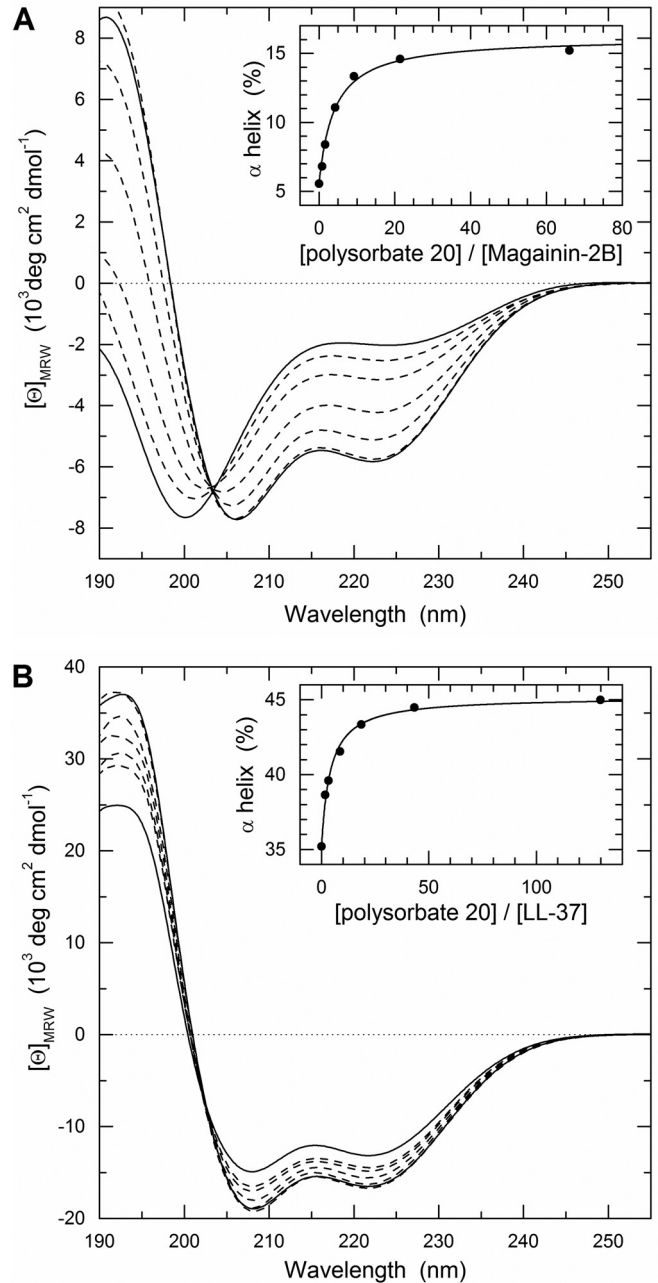 A
[Θ]MRW (10³deg cm² dmol⁻¹)
8
6
4
2
0
-2
-4
-6
-8
190 200 210 220 230 240 250
Wavelength (nm)
α helix (%)
15
10
5
0 20 40 60 80
[polysorbate 20] / [Magainin-2B]
B
[Θ]MRW (10³ deg cm² dmol⁻¹)
40
30
20
10
0
-10
-20
190 200 210 220 230 240 250
Wavelength (nm)
α helix (%)
45
40
35
0 50 100
[polysorbate 20] / [LL-37]